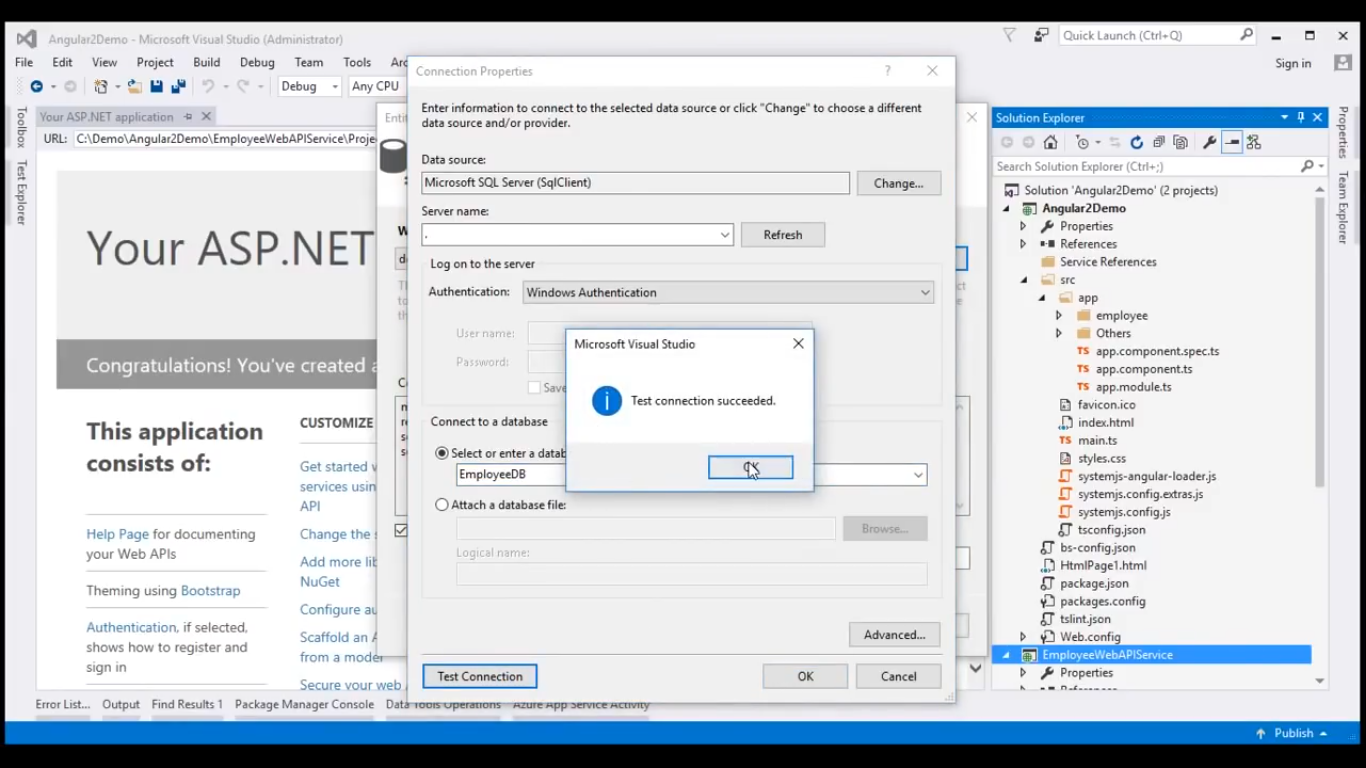 Angular2Demo - Microsoft Visual Studio (Administrator)
Quick Launch (Ctrl+Q)
File Edit View Project Build Debug Team Tools
Sign in
Debug Any CPU
Toolbox
Test Explorer
Your ASP.NET application
URL: C:\Demo\Angular2Demo\EmployeeWebAPIService\Proje
Your ASP.NET
Congratulations! You've created a
This application
consists of:
Help Page for documenting
your Web APIs
Theming using Bootstrap
Authentication, if selected,
shows how to register and
sign in
CUSTOMIZE
Get started w
services using
API
Change the s
Add more lib
NuGet
Configure au
Scaffold an A
from a model
Secure your web
Connection Properties
?
Enter information to connect to the selected data source or click "Change" to choose a different
data source and/or provider.
Data source:
Microsoft SQL Server (SqlClient)
Change...
Server name:
.
Refresh
Log on to the server
Authentication: Windows Authentication
User name:
Password:
Save
Connect to a database
Select or enter a datab
EmployeeDB
Attach a database file:
Browse...
Logical name:
Advanced...
Test Connection OK Cancel
Microsoft Visual Studio
Test connection succeeded.
OK
Solution Explorer
Search Solution Explorer (Ctrl+;)
Solution 'Angular2Demo' (2 projects)
Angular2Demo
Properties
References
Service References
src
app
employee
Others
TS app.component.spec.ts
TS app.component.ts
TS app.module.ts
favicon.ico
index.html
TS main.ts
styles.css
systemjs-angular-loader.js
systemjs.config.extras.js
systemjs.config.js
tsconfig.json
bs-config.json
HtmlPage1.html
package.json
packages.config
tslint.json
Web.config
EmployeeWebAPIService
Properties
References
Properties
Team Explorer
Error List... Output Find Results 1 Package Manager Console Data Tools Operations Azure App Service Activity
Publish